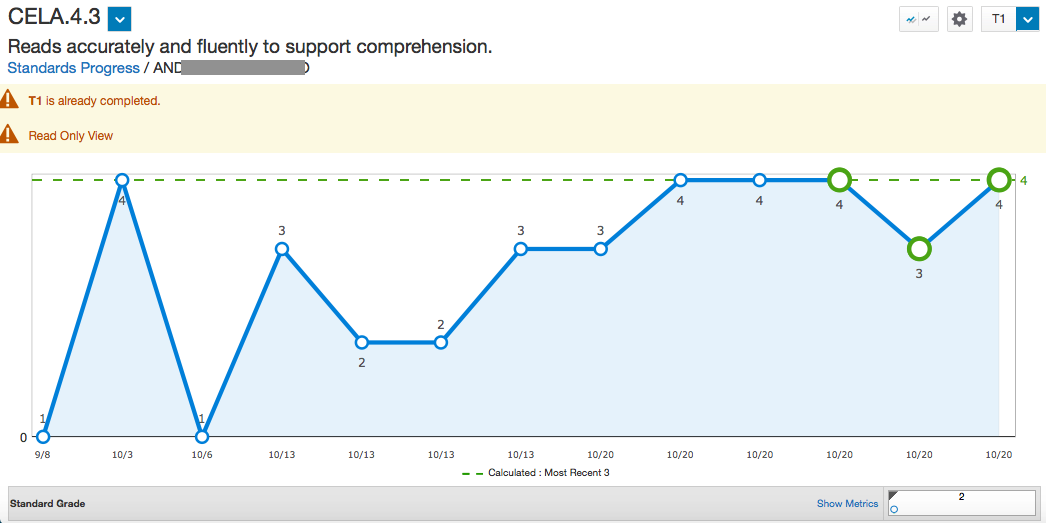 CELA.4.3
T1
Reads accurately and fluently to support comprehension.
Standards Progress / AND
T1 is already completed.
Read Only View
4
4 3 2 2 3 3 4 4 4 3 4
1 1
0
9/8 10/3 10/6 10/13 10/13 10/13 10/13 10/20 10/20 10/20 10/20 10/20 10/20
Calculated : Most Recent 3
Standard Grade Show Metrics 2